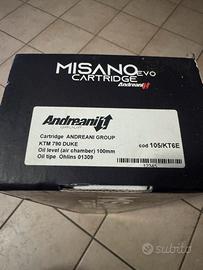 MISANO EVO
CARTRIDGE Andreani
Andreani
GROUP
Cartridge ANDREANI GROUP
KTM 790 DUKE
cod 105/KT6E
Oil level (air chamber) 100mm
Oil tipe Ohlins 01309
subito